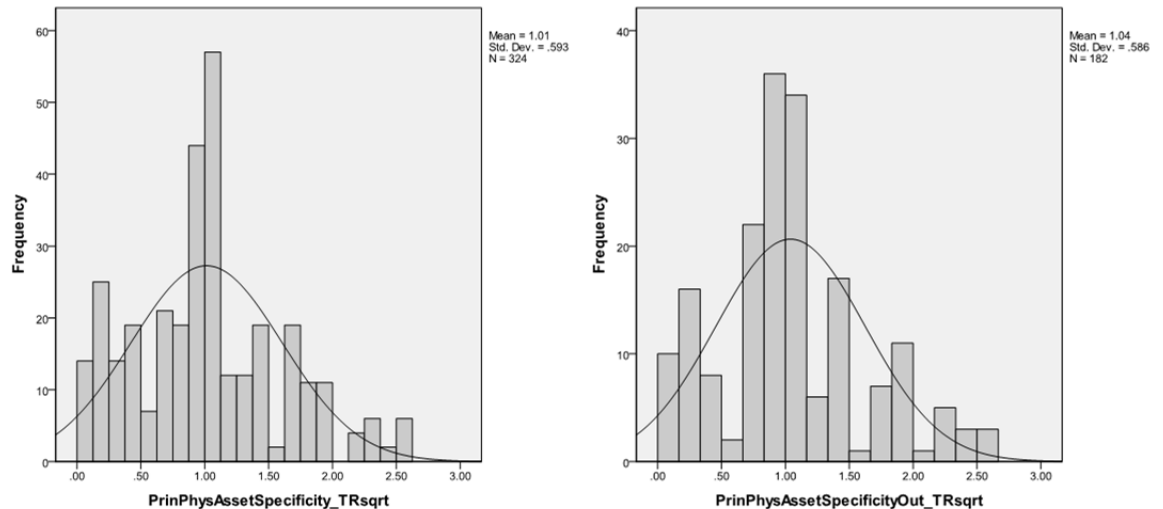 60
50
40
30
20
10
0
Frequency
.00 .50 1.00 1.50 2.00 2.50 3.00
PrinPhysAssetSpecificity_TRsqrt
Mean = 1.01
Std. Dev. = .593
N = 324
40
30
20
10
0
Frequency
.00 .50 1.00 1.50 2.00 2.50 3.00
PrinPhysAssetSpecificityOut_TRsqrt
Mean = 1.04
Std. Dev. = .586
N = 182